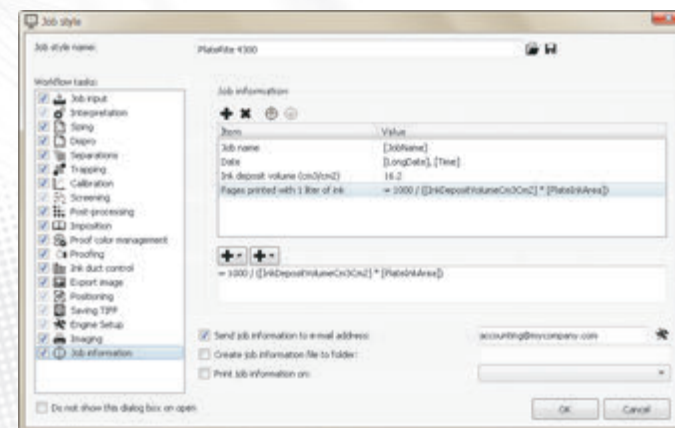 Job style
Job style name:
PlateRite 4300
Workflow tasks:
Job input
Interpretation
Sizing
Dispro
Separations
Trapping
Calibration
Screening
Post-processing
Imposition
Proof color management
Proofing
Ink duct control
Export image
Positioning
Saving TIFF
Engine Setup
Imaging
Job information
Job information
Item Value
Job name [JobName]
Date [LongDate], [Time]
Ink deposit volume (cm3/cm2) 16.2
Pages printed with 1 liter of ink = 1000 / ([InkDepositVolumeCm3Cm2] * [PlateInkArea])
= 1000 / ([InkDepositVolumeCm3Cm2] * [PlateInkArea])
Send job information to e-mail address: accounting@mycompany.com
Create job information file to folder:
Print job information on:
Do not show this dialog box on open
OK Cancel